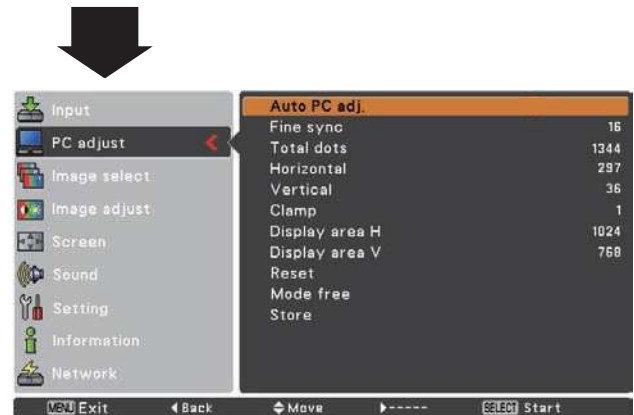 Input
PC adjust
Image select
Image adjust
Screen
Sound
Setting
Information
Network
Auto PC adj.
Fine sync 16
Total dots 1344
Horizontal 297
Vertical 36
Clamp 1
Display area H 1024
Display area V 768
Reset
Mode free
Store
MENU Exit ◀Back Move ▶----- SELECT Start